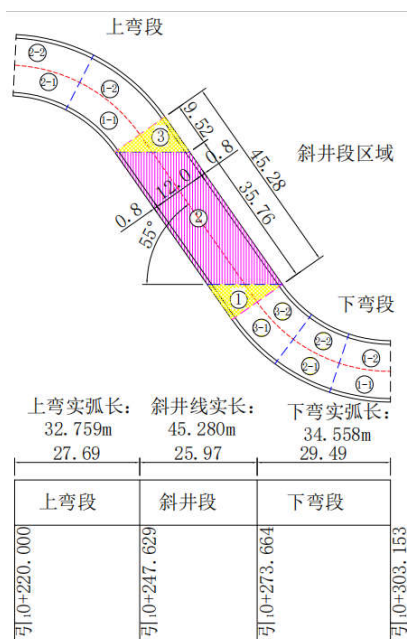 上弯段
2-2
2-1
1-2
1-1
③
9.52
0.8
45.28
35.76
斜井段区域
12.0
0.8
②
55°
①
下弯段
3-2
3-1
2-2
2-1
1-2
1-1
上弯实弧长：
32.759m
27.69
斜井线实长：
45.280m
25.97
下弯实弧长：
34.558m
29.49
上弯段
斜井段
下弯段
引10+220.000
引10+247.629
引10+273.664
引10+303.153